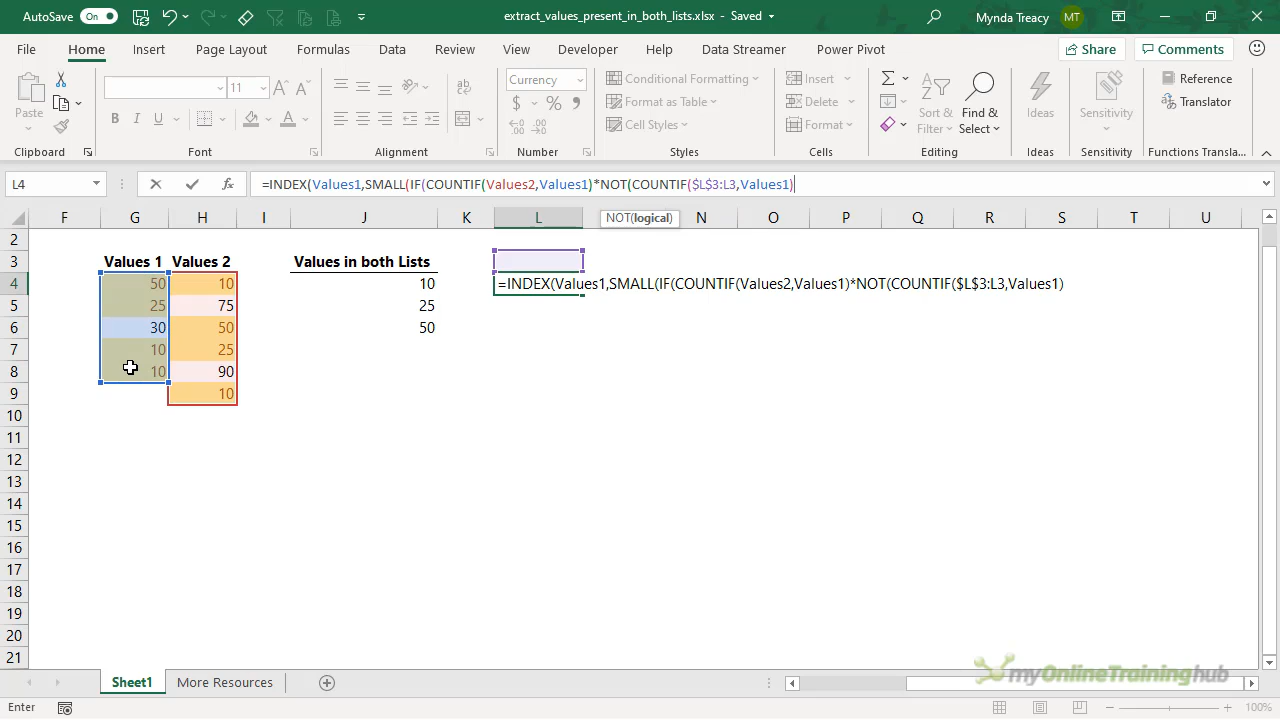 AutoSave On extract_values_present_in_both_lists.xlsx - Saved Mynda Treacy MT
File Home Insert Page Layout Formulas Data Review View Developer Help Data Streamer Power Pivot Share Comments
Paste 11 Currency Conditional Formatting Insert Reference
B I U A $ % Format as Table Delete Sort & Filter Find & Select Ideas Sensitivity Translator
Cell Styles Format
Clipboard Font Alignment Number Styles Cells Editing Ideas Sensitivity Functions Transla...
L4 fx =INDEX(Values1,SMALL(IF(COUNTIF(Values2,Values1)*NOT(COUNTIF($L$3:L3,Values1)
NOT(logical)
F G H I J K L N O P Q R S T U
2
3 Values 1 Values 2 Values in both Lists
4 50 10 10 =INDEX(Values1,SMALL(IF(COUNTIF(Values2,Values1)*NOT(COUNTIF($L$3:L3,Values1)
5 25 75 25
6 30 50 50
7 10 25
8 10 90
9 10
10
11
12
13
14
15
16
17
18
19
20
21
myOnlineTraininghub
Sheet1 More Resources
Enter 100%